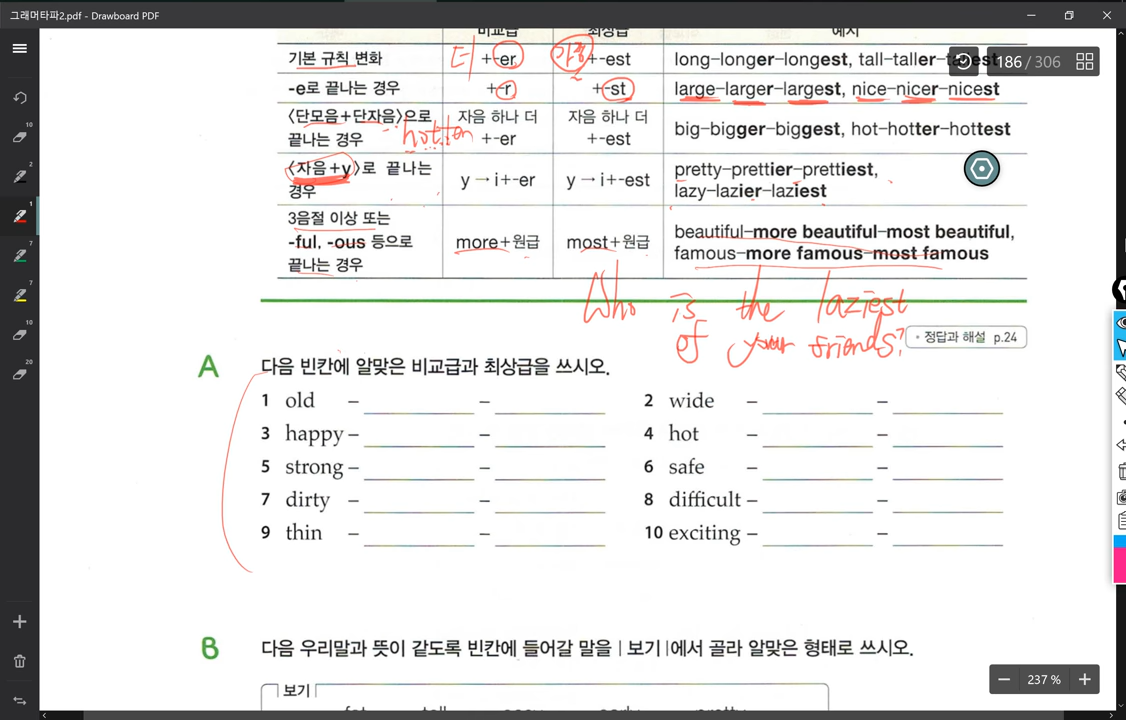 그래머타파2.pdf - Drawboard PDF
비교급 최상급 예시
기본 규칙 변화 더 +-er 가장 +-est long-longer-longest, tall-taller-tallest
-e로 끝나는 경우 +-r +-st large-larger-largest, nice-nicer-nicest
〈단모음+단자음〉으로 끝나는 경우 자음 하나 더 +-er 자음 하나 더 +-est big-bigger-biggest, hot-hotter-hottest
〈자음+y〉로 끝나는 경우 y→i+-er y→i+-est pretty-prettier-prettiest,
lazy-lazier-laziest
3음절 이상 또는 -ful, -ous 등으로 끝나는 경우 more+원급 most+원급 beautiful-more beautiful-most beautiful,
famous-more famous-most famous
Who is the laziest
of your friends?
• 정답과 해설 p.24
A 다음 빈칸에 알맞은 비교급과 최상급을 쓰시오.
1 old - - 2 wide - -
3 happy - - 4 hot - -
5 strong - - 6 safe - -
7 dirty - - 8 difficult - -
9 thin - - 10 exciting - -
B 다음 우리말과 뜻이 같도록 빈칸에 들어갈 말을 |보기|에서 골라 알맞은 형태로 쓰시오.
보기
186 / 306
237 %